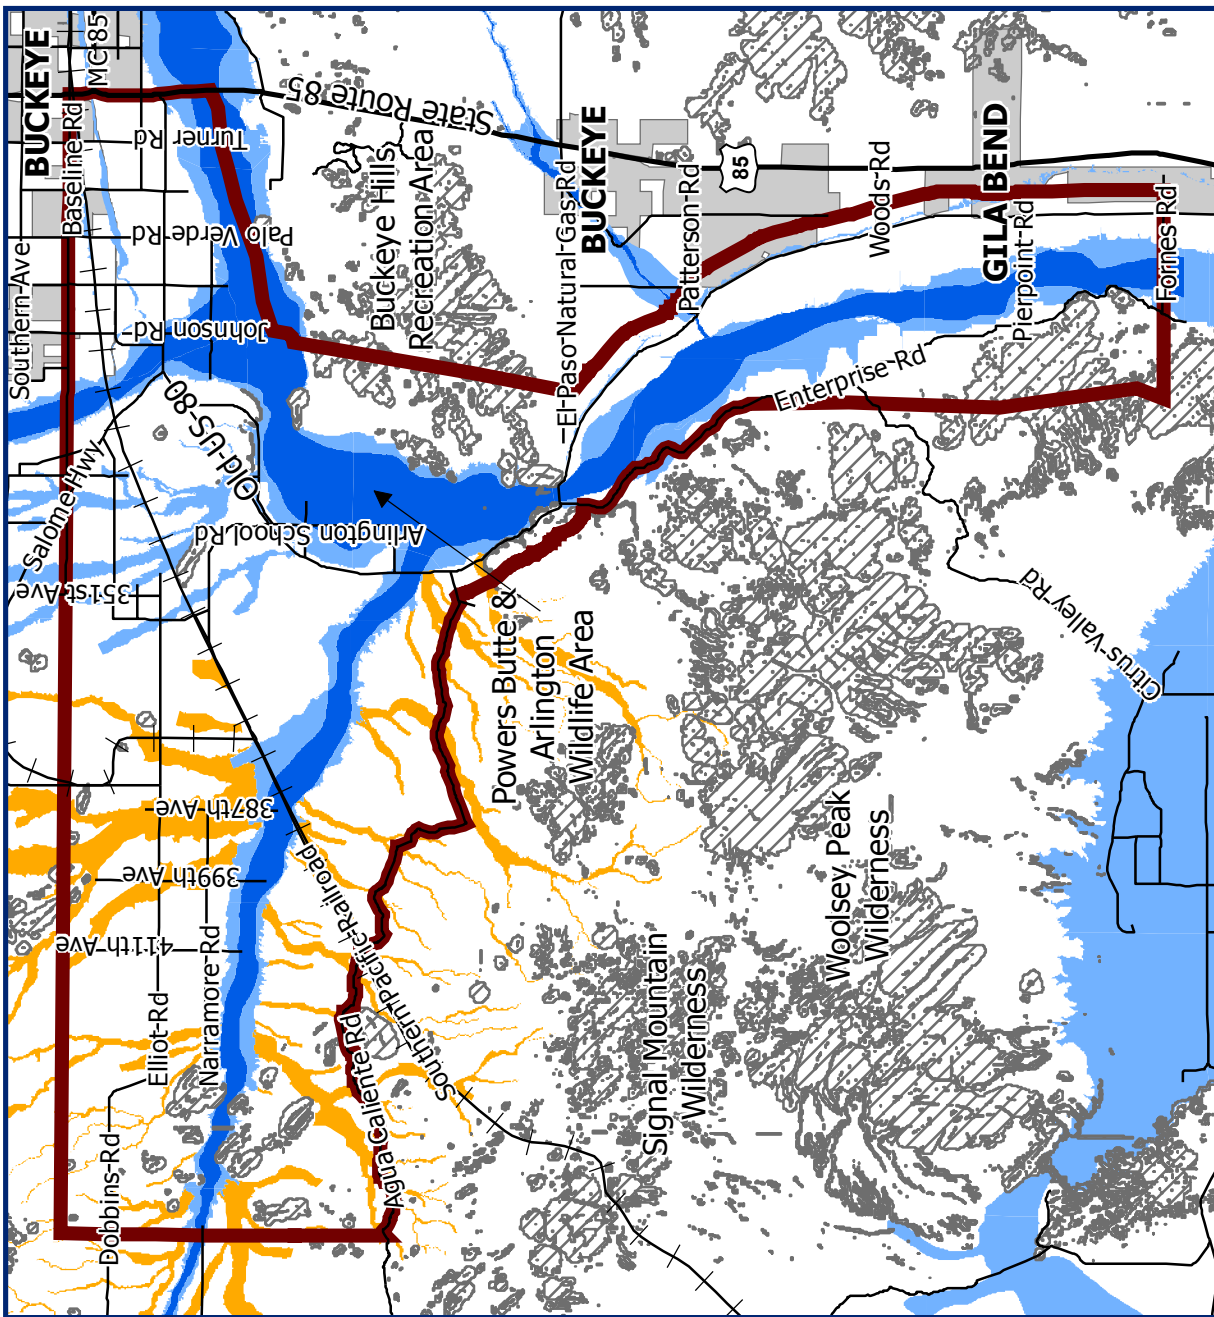 BUCKEYE
MC 85
Baseline Rd
Turner Rd
State Route 85
Southern Ave
Palo Verde Rd
Johnson Rd
Buckeye Hills
Recreation Area
El Paso Natural Gas Rd
BUCKEYE
Patterson Rd
85
Woods Rd
GILA BEND
Pierpoint Rd
Fornes Rd
Enterprise Rd
Old US 80
Salome Hwy
Arlington School Rd
351st Ave
Citrus Valley Rd
Powers Butte &
Arlington
Wildlife Area
387th Ave
399th Ave
411th Ave
Elliot Rd
Narramore Rd
Southern Pacific Railroad
Agua Caliente Rd
Dobbins Rd
Signal Mountain
Wilderness
Woolsey Peak
Wilderness